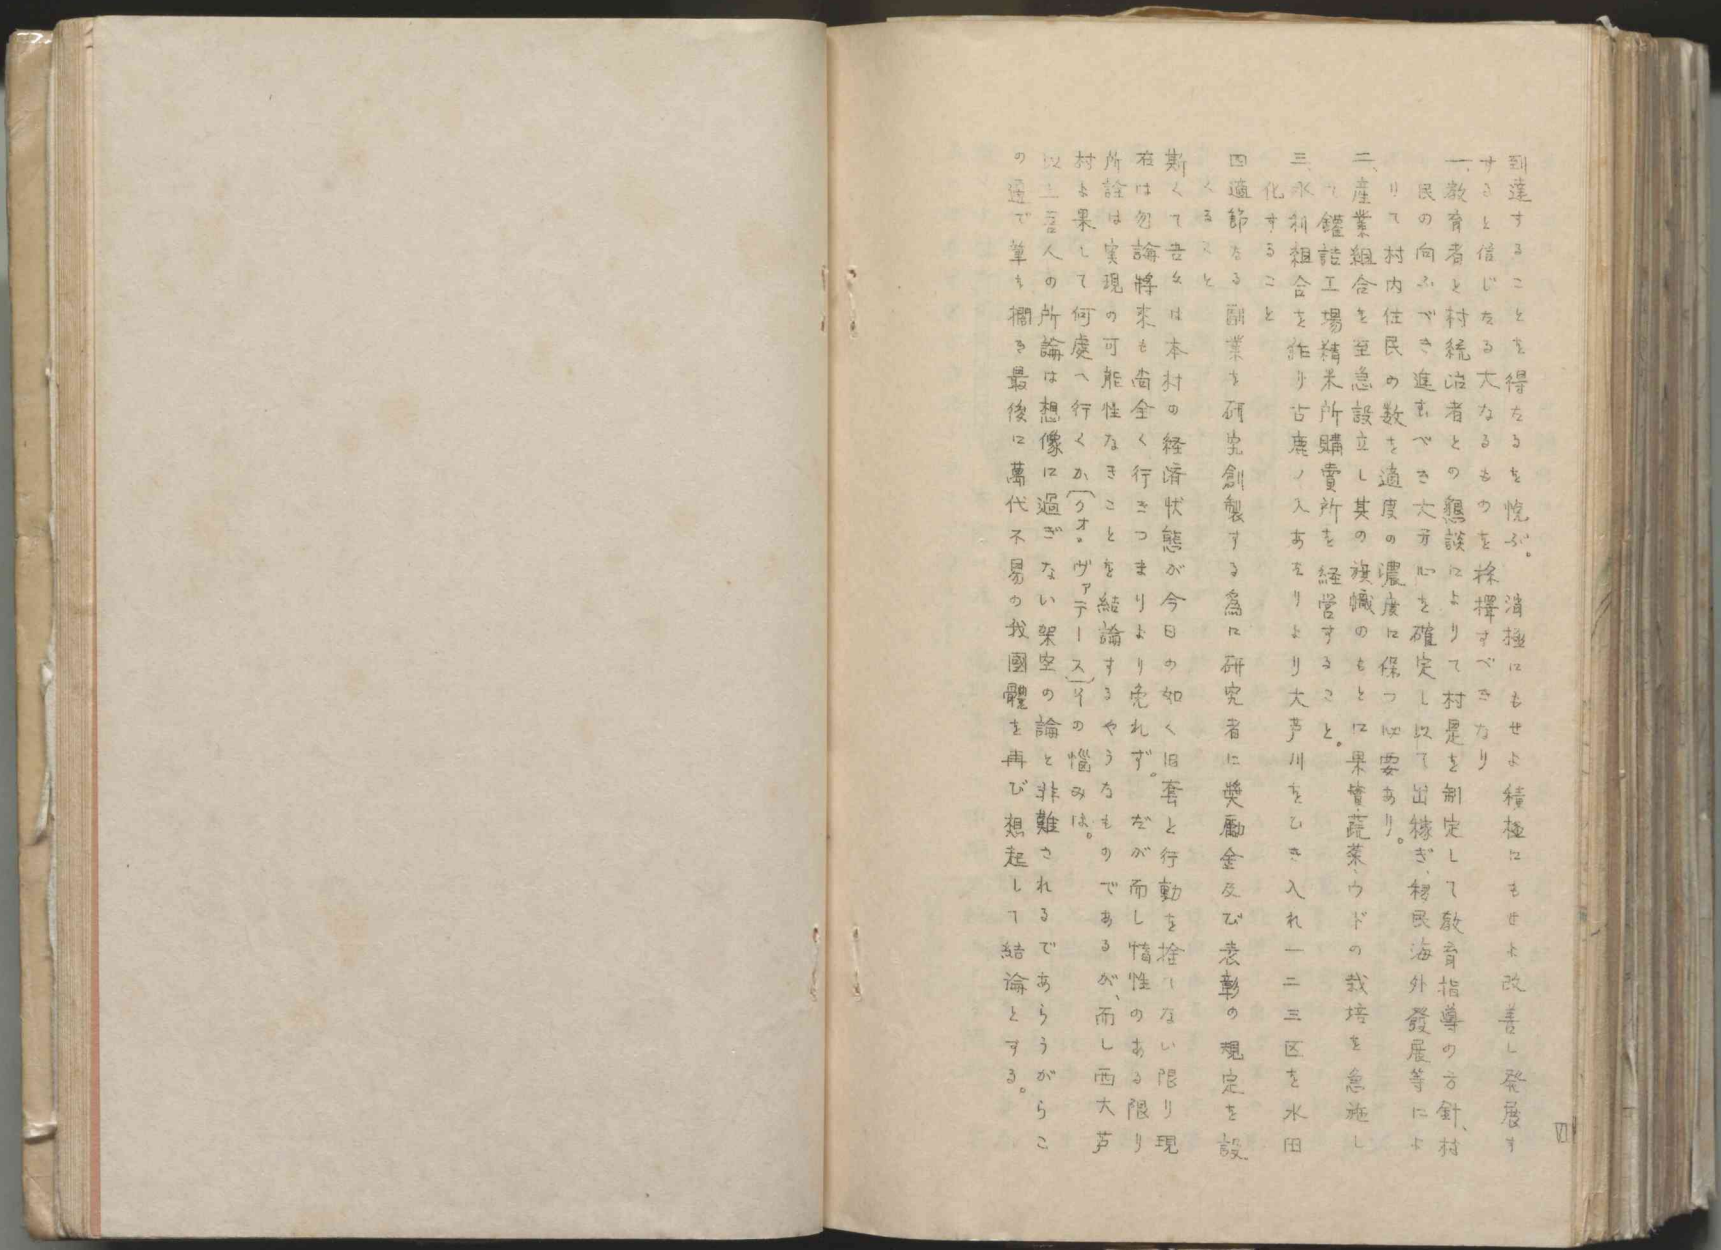 到達することを得たるを悦ぶ。消極にもせよ積極にもせよ改善し発展す
すると信じたる大なるものを採擇すべきなり
一、教育者と村統治者との懇談によりて村是を制定して教育指導の方針、村
民の向ふべき進むべき大方心を確定し以て出稼ぎ、移民海外發展等によ
りて村内住民の数を適度の濃度に保つ必要あり。
二、産業組合を至急設立し其の旗幟のもとに果實、蔬菜、ウドの栽培を急施し
て鑵詰工場精米所購賣所を経営すること。
三、水利組合を作り古鹿ノ入あたりより大芦川をひき入れ一二三区を水田
化すること
四適節なる副業を研究創製する爲に研究者に奬勵金及び表彰の規定を設
くること
斯くて吾々は本村の経済状態が今日の如く旧套と行動を捨てない限り現
在は勿論將来も尚全く行きつまりより免れず。だが而し惰性のある限り
所詮は実現の可能性なきことを結論するやうなものであるが、而し西大芦
村よ果して何處へ行くか(クオ。ヴァデース)その惱みは。
以上吾人の所論は想像に過ぎない架空の論と非難されるであらうがらこ
の邊で筆を擱き最後に萬代不易の我國體を再び想起して結論とする。
VII